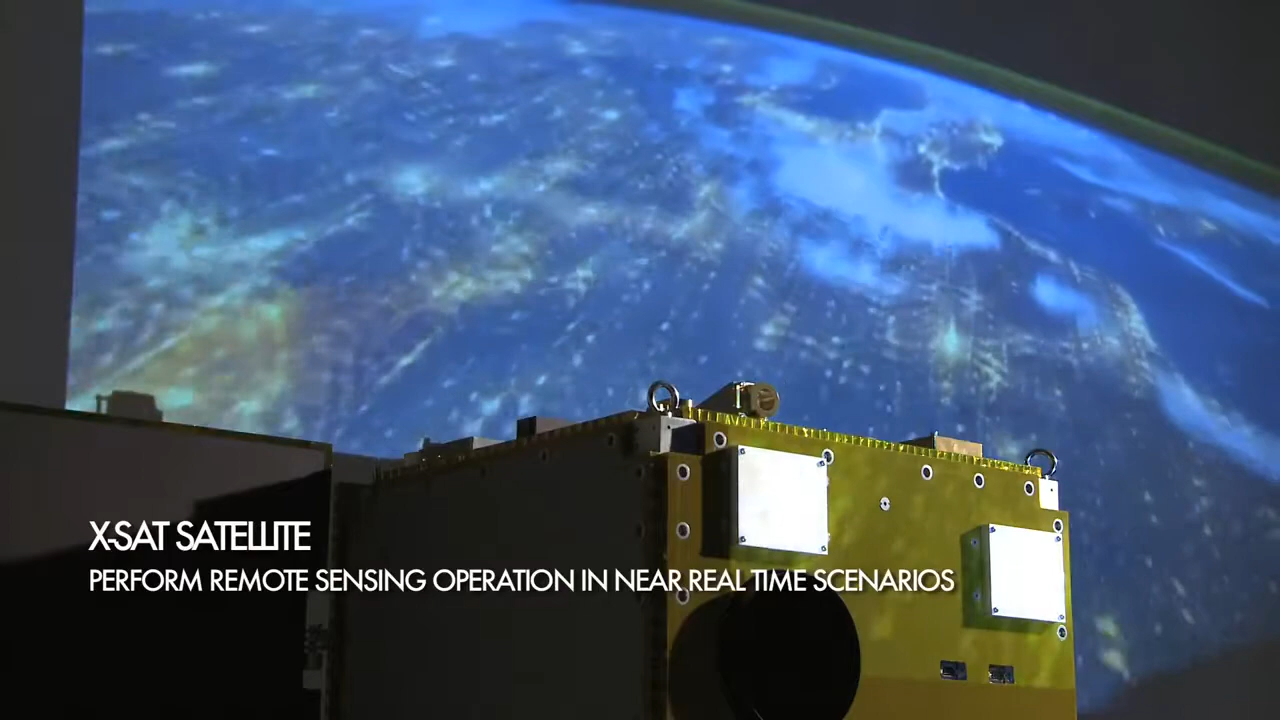 X-SAT SATELLITE
PERFORM REMOTE SENSING OPERATION IN NEAR REAL TIME SCENARIOS